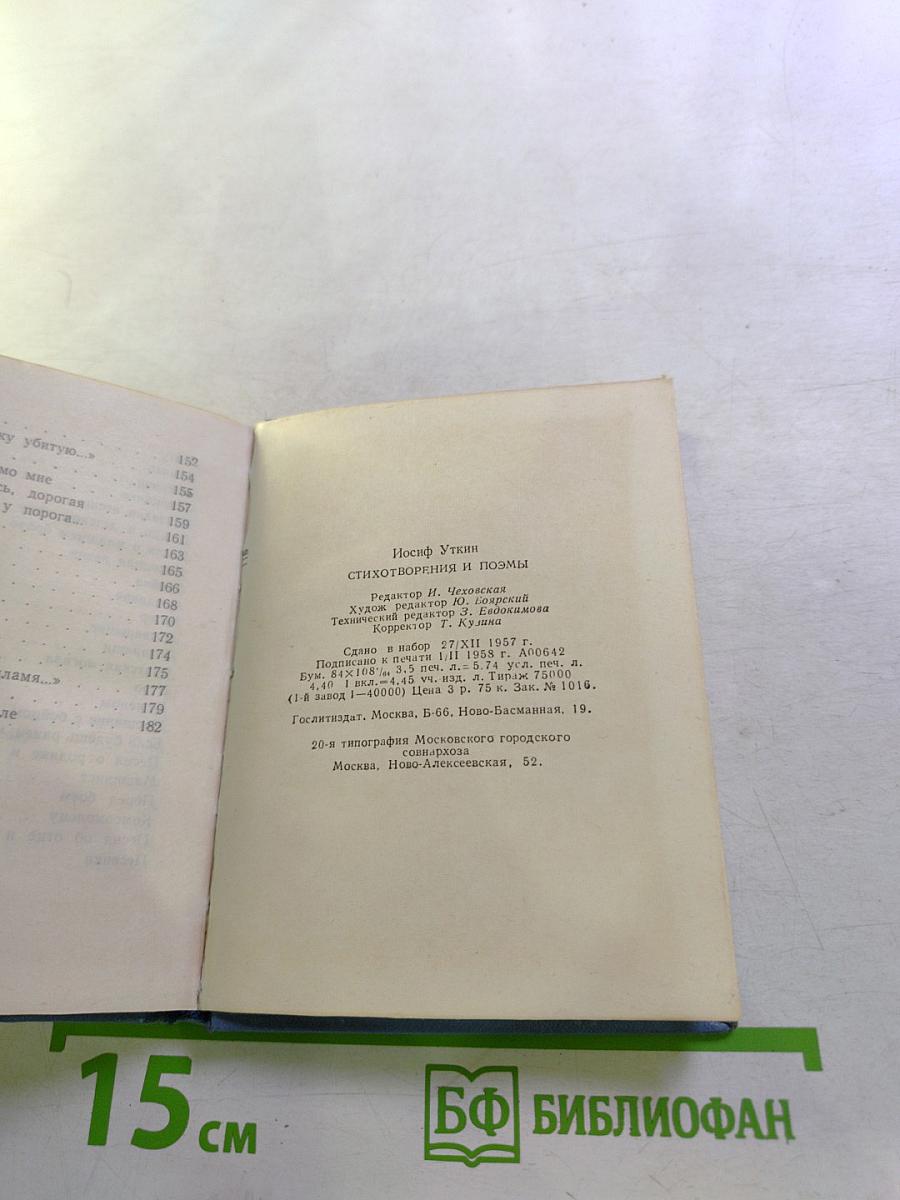 ку убитую...»
152
154
мо мне
155
сь, дорогая
157
у порога...
159
161
163
165
166
168
170
172
174
175
ламя...»
177
179
ле
182
Иосиф Уткин
СТИХОТВОРЕНИЯ И ПОЭМЫ
Редактор И. Чеховская
Худож редактор Ю. Боярский
Технический редактор З. Евдокимова
Корректор Т. Кузина
Сдано в набор 27/XII 1957 г.
Подписано к печати 1/II 1958 г. А00642
Бум. 84×108¹/₆₄ 3,5 печ. л.=5.74 усл. печ. л.
4,40 1 вкл.=4,45 уч. изд. л. Тираж 75000
(1-й завод 1—40000) Цена 3 р. 75 к. Зак. № 1016.
Гослитиздат. Москва, Б-66, Ново-Басманная, 19.
20-я типография Московского городского
совнархоза
Москва, Ново-Алексеевская, 52.
15 см
БФ БИБЛИОФАН